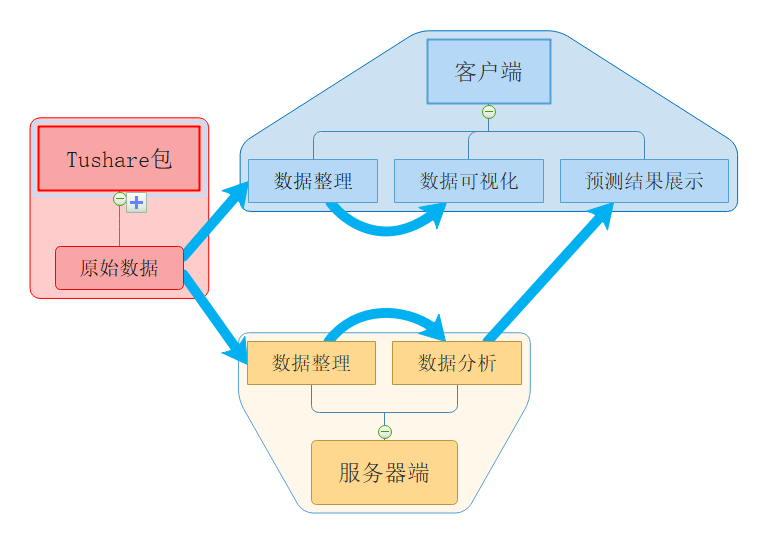 客户端
Tushare包
数据整理
数据可视化
预测结果展示
原始数据
数据整理
数据分析
服务器端